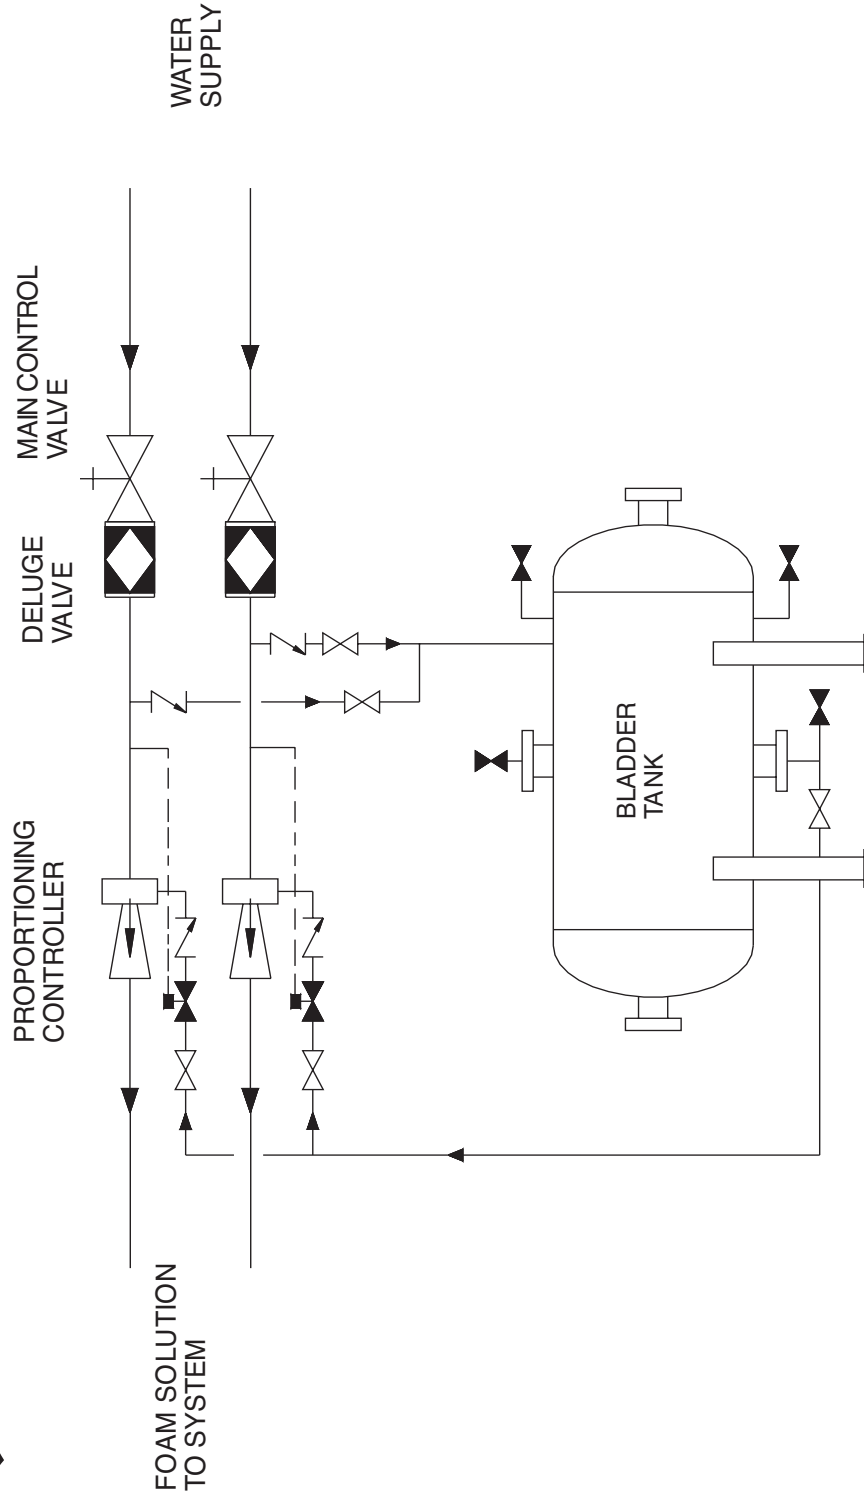 WATER
SUPPLY
MAIN CONTROL
VALVE
DELUGE
VALVE
PROPORTIONING
CONTROLLER
BLADDER
TANK
FOAM SOLUTION
TO SYSTEM